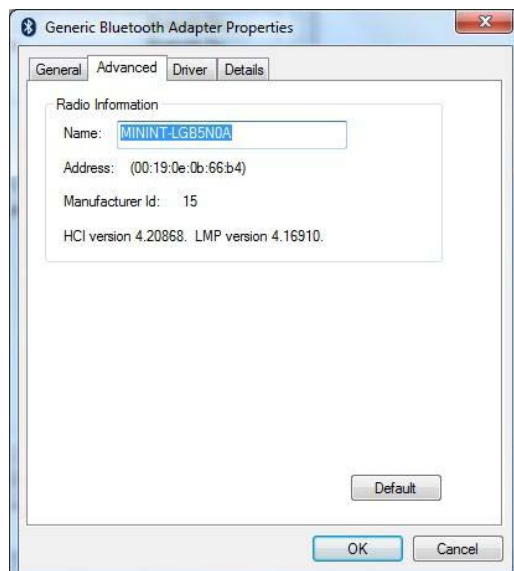 Generic Bluetooth Adapter Properties
General Advanced Driver Details
Radio Information
Name: MININT-LGB5N0A
Address: (00:19:0e:0b:66:b4)
Manufacturer Id: 15
HCI version 4.20868. LMP version 4.16910.
Default
OK Cancel